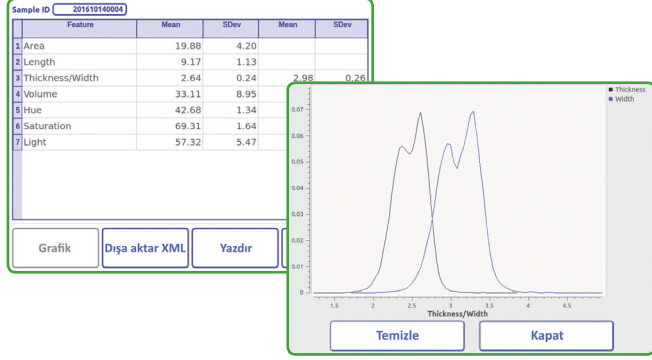 Sample ID 201610140004
Feature Mean SDev Mean SDev
1 Area 19.88 4.20
2 Length 9.17 1.13
3 Thickness/Width 2.64 0.24 2.98 0.26
4 Volume 33.11 8.95
5 Hue 42.68 1.34
6 Saturation 69.31 1.64
7 Light 57.32 5.47
Grafik Dışa aktar XML Yazdır
Thickness
Width
0.07
0.06
0.05
0.04
0.03
0.02
0.01
0
1.5 2 2.5 3 3.5 4 4.5
Thickness/Width
Temizle Kapat